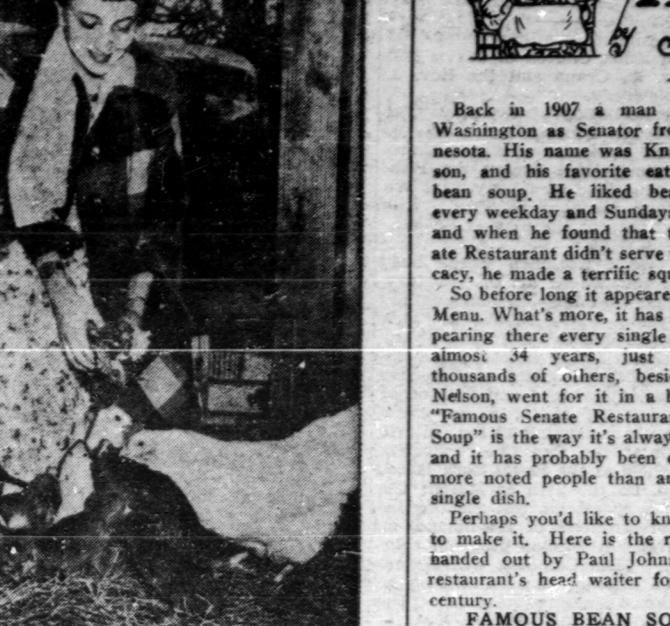 by
Back in 1907 a man
Washington as Senator fr
nesota. His name was Kn
son, and his favorite eat
bean soup. He liked be
every weekday and Sundays
and when he found that t
ate Restaurant didn't serve
cacy, he made a terrific squ
So before long it appeare
Menu. What's more, it has
pearing there every single
almost 34 years, just
thousands of others, besi
Nelson, went for it in a b
"Famous Senate Restaura
Soup" is the way it's alway
and it has probably been e
more noted people than an
single dish.
Perhaps you'd like to kn
to make it. Here is the r
handed out by Paul Johns
restaurant's head waiter fo
century.
FAMOUS BEAN SO